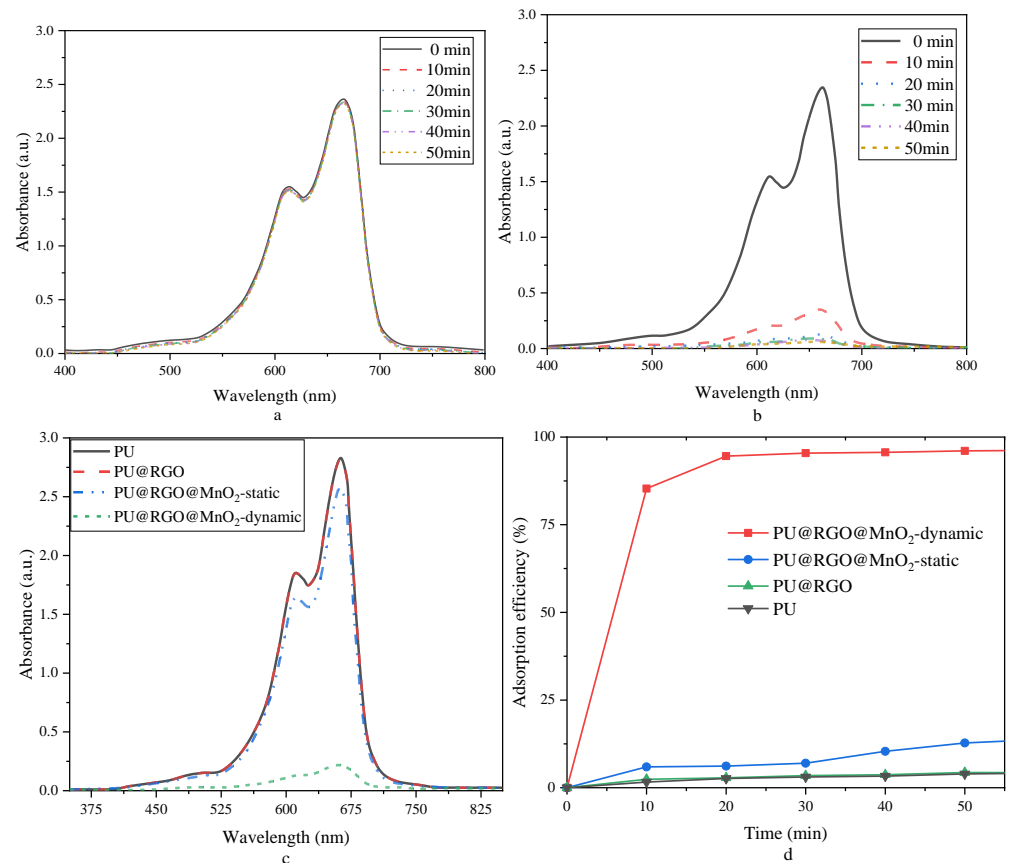 3.0
2.5
2.0
1.5
1.0
0.5
0.0
Absorbance (a.u.)
0 min
10min
20min
30min
40min
50min
400 500 600 700 800
Wavelength (nm)
a
3.0
2.5
2.0
1.5
1.0
0.5
0.0
Absorbance (a.u.)
0 min
10 min
20 min
30 min
40min
50min
400 500 600 700 800
Wavelength (nm)
b
3.0
2.5
2.0
1.5
1.0
0.5
0.0
Absorbance (a.u.)
PU
PU@RGO
PU@RGO@MnO₂-static
PU@RGO@MnO₂-dynamic
375 450 525 600 675 750 825
Wavelength (nm)
c
100
75
50
25
0
Adsorption efficiency (%)
PU@RGO@MnO₂-dynamic
PU@RGO@MnO₂-static
PU@RGO
PU
0 10 20 30 40 50
Time (min)
d